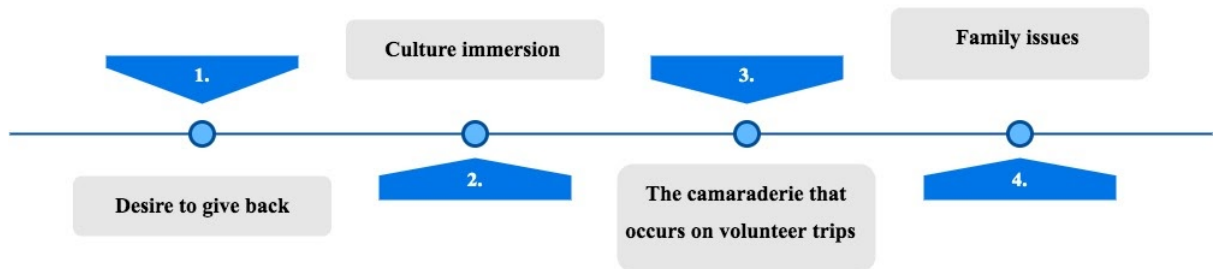 1.
Desire to give back
Culture immersion
2.
3.
The camaraderie that
occurs on volunteer trips
Family issues
4.